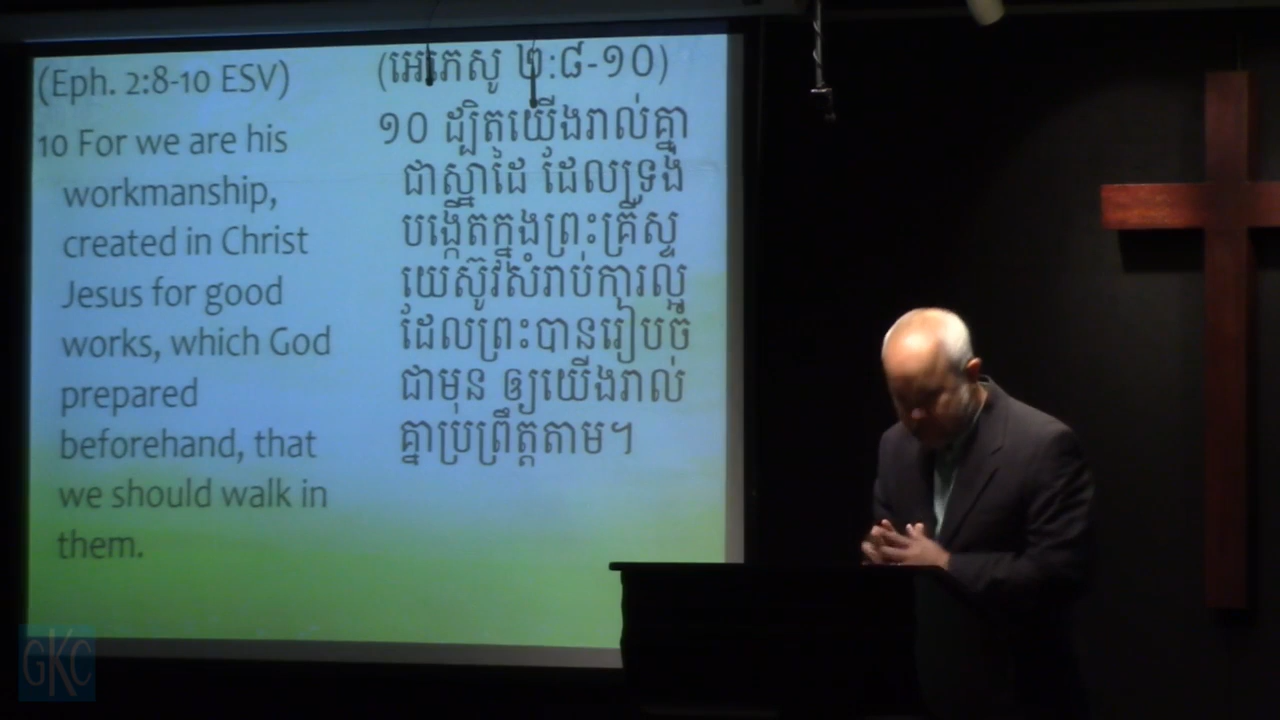 (Eph. 2:8-10 ESV)
10 For we are his
workmanship,
created in Christ
Jesus for good
works, which God
prepared
beforehand, that
we should walk in
them.
(អេភេសូ ២:៨-១០)
១០ ដ្បិតយើងរាល់គ្នា
ជាស្នាដៃ ដែលទ្រង់
បង្កើតក្នុងព្រះគ្រីស្ទ
យេស៊ូវសំរាប់ការល្អ
ដែលព្រះបានរៀបចំ
ជាមុន ឲ្យយើងរាល់
គ្នាប្រព្រឹត្តតាម។
GKC